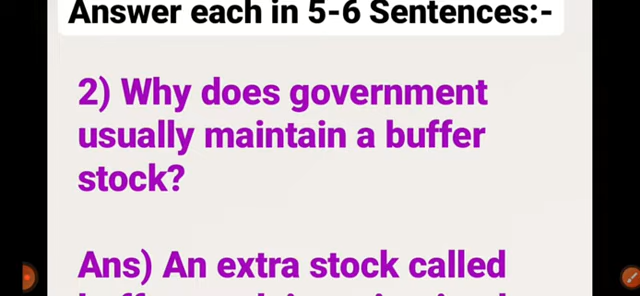 Answer each in 5-6 Sentences:-
2) Why does government
usually maintain a buffer
stock?
Ans) An extra stock called